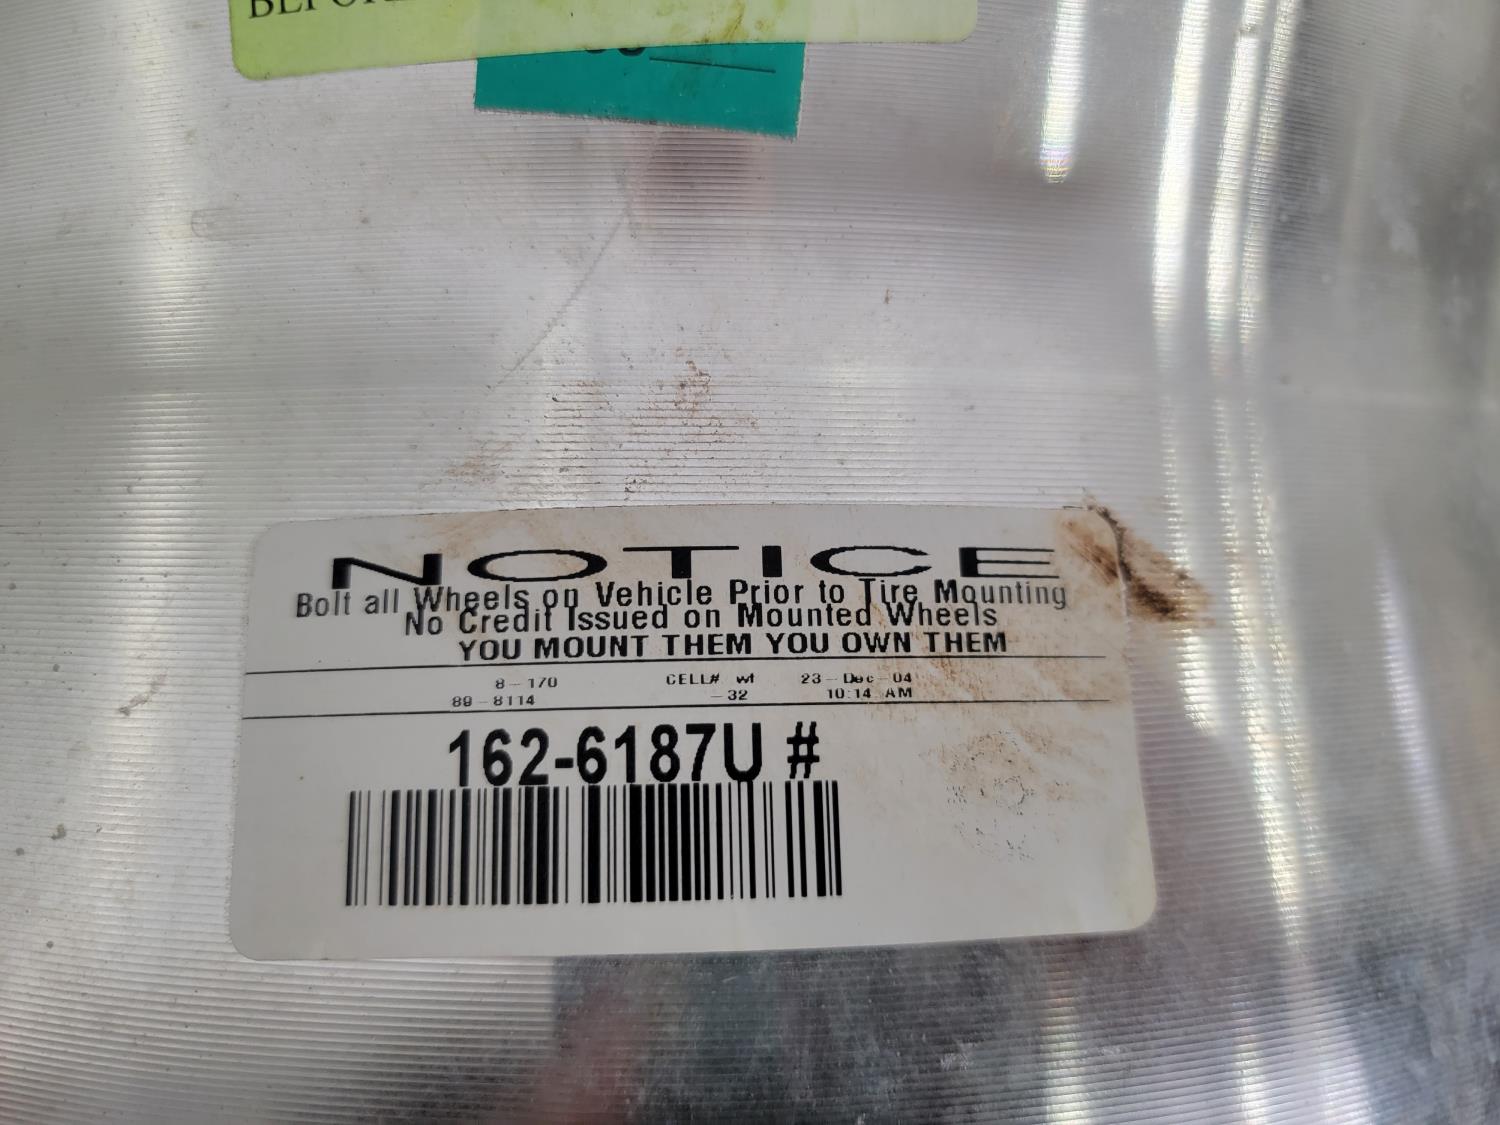 NOTICE
Bolt all Wheels on Vehicle Prior to Tire Mounting
No Credit Issued on Mounted Wheels
YOU MOUNT THEM YOU OWN THEM
8-170 CELL# wt 23-Dec-04
89-8114 -32 10:14 AM
162-6187U #